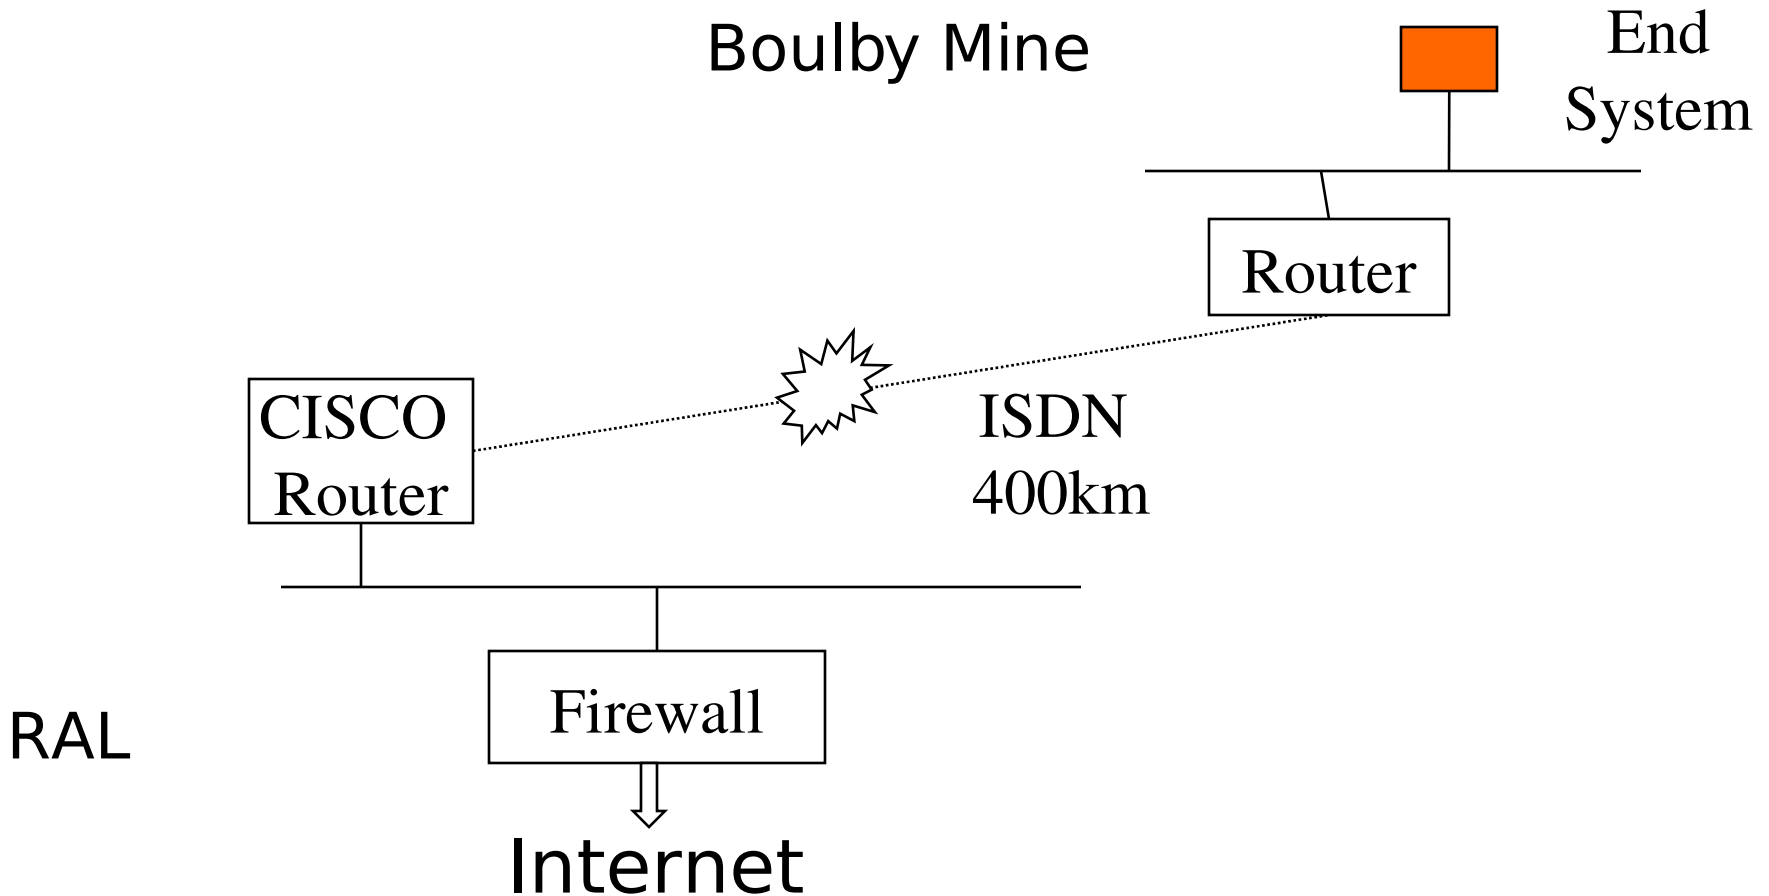 Boulby Mine
End
System
Router
CISCO
Router
ISDN
400km
Firewall
RAL
Internet